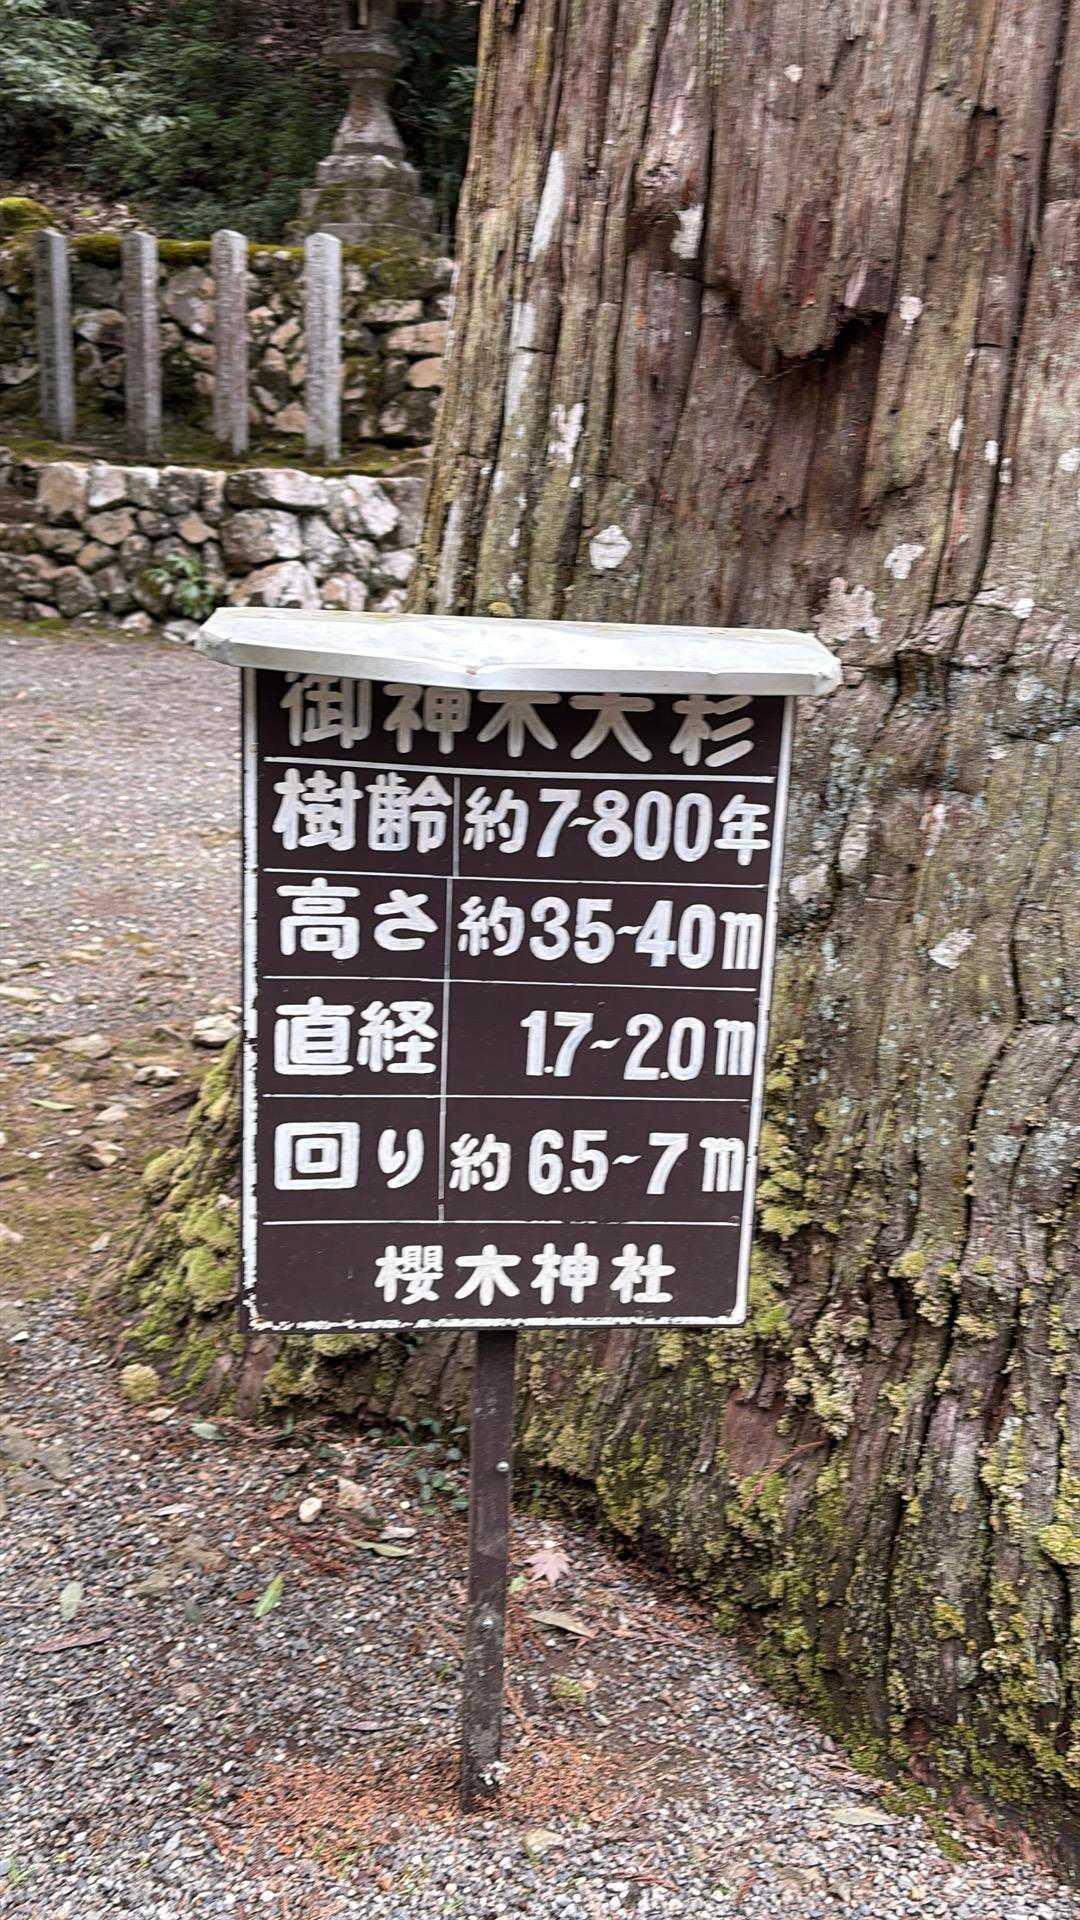 御神木大杉
樹齢 約7~800年
高さ 約35~40m
直経 1.7~2.0m
回り 約6.5~7m
櫻木神社